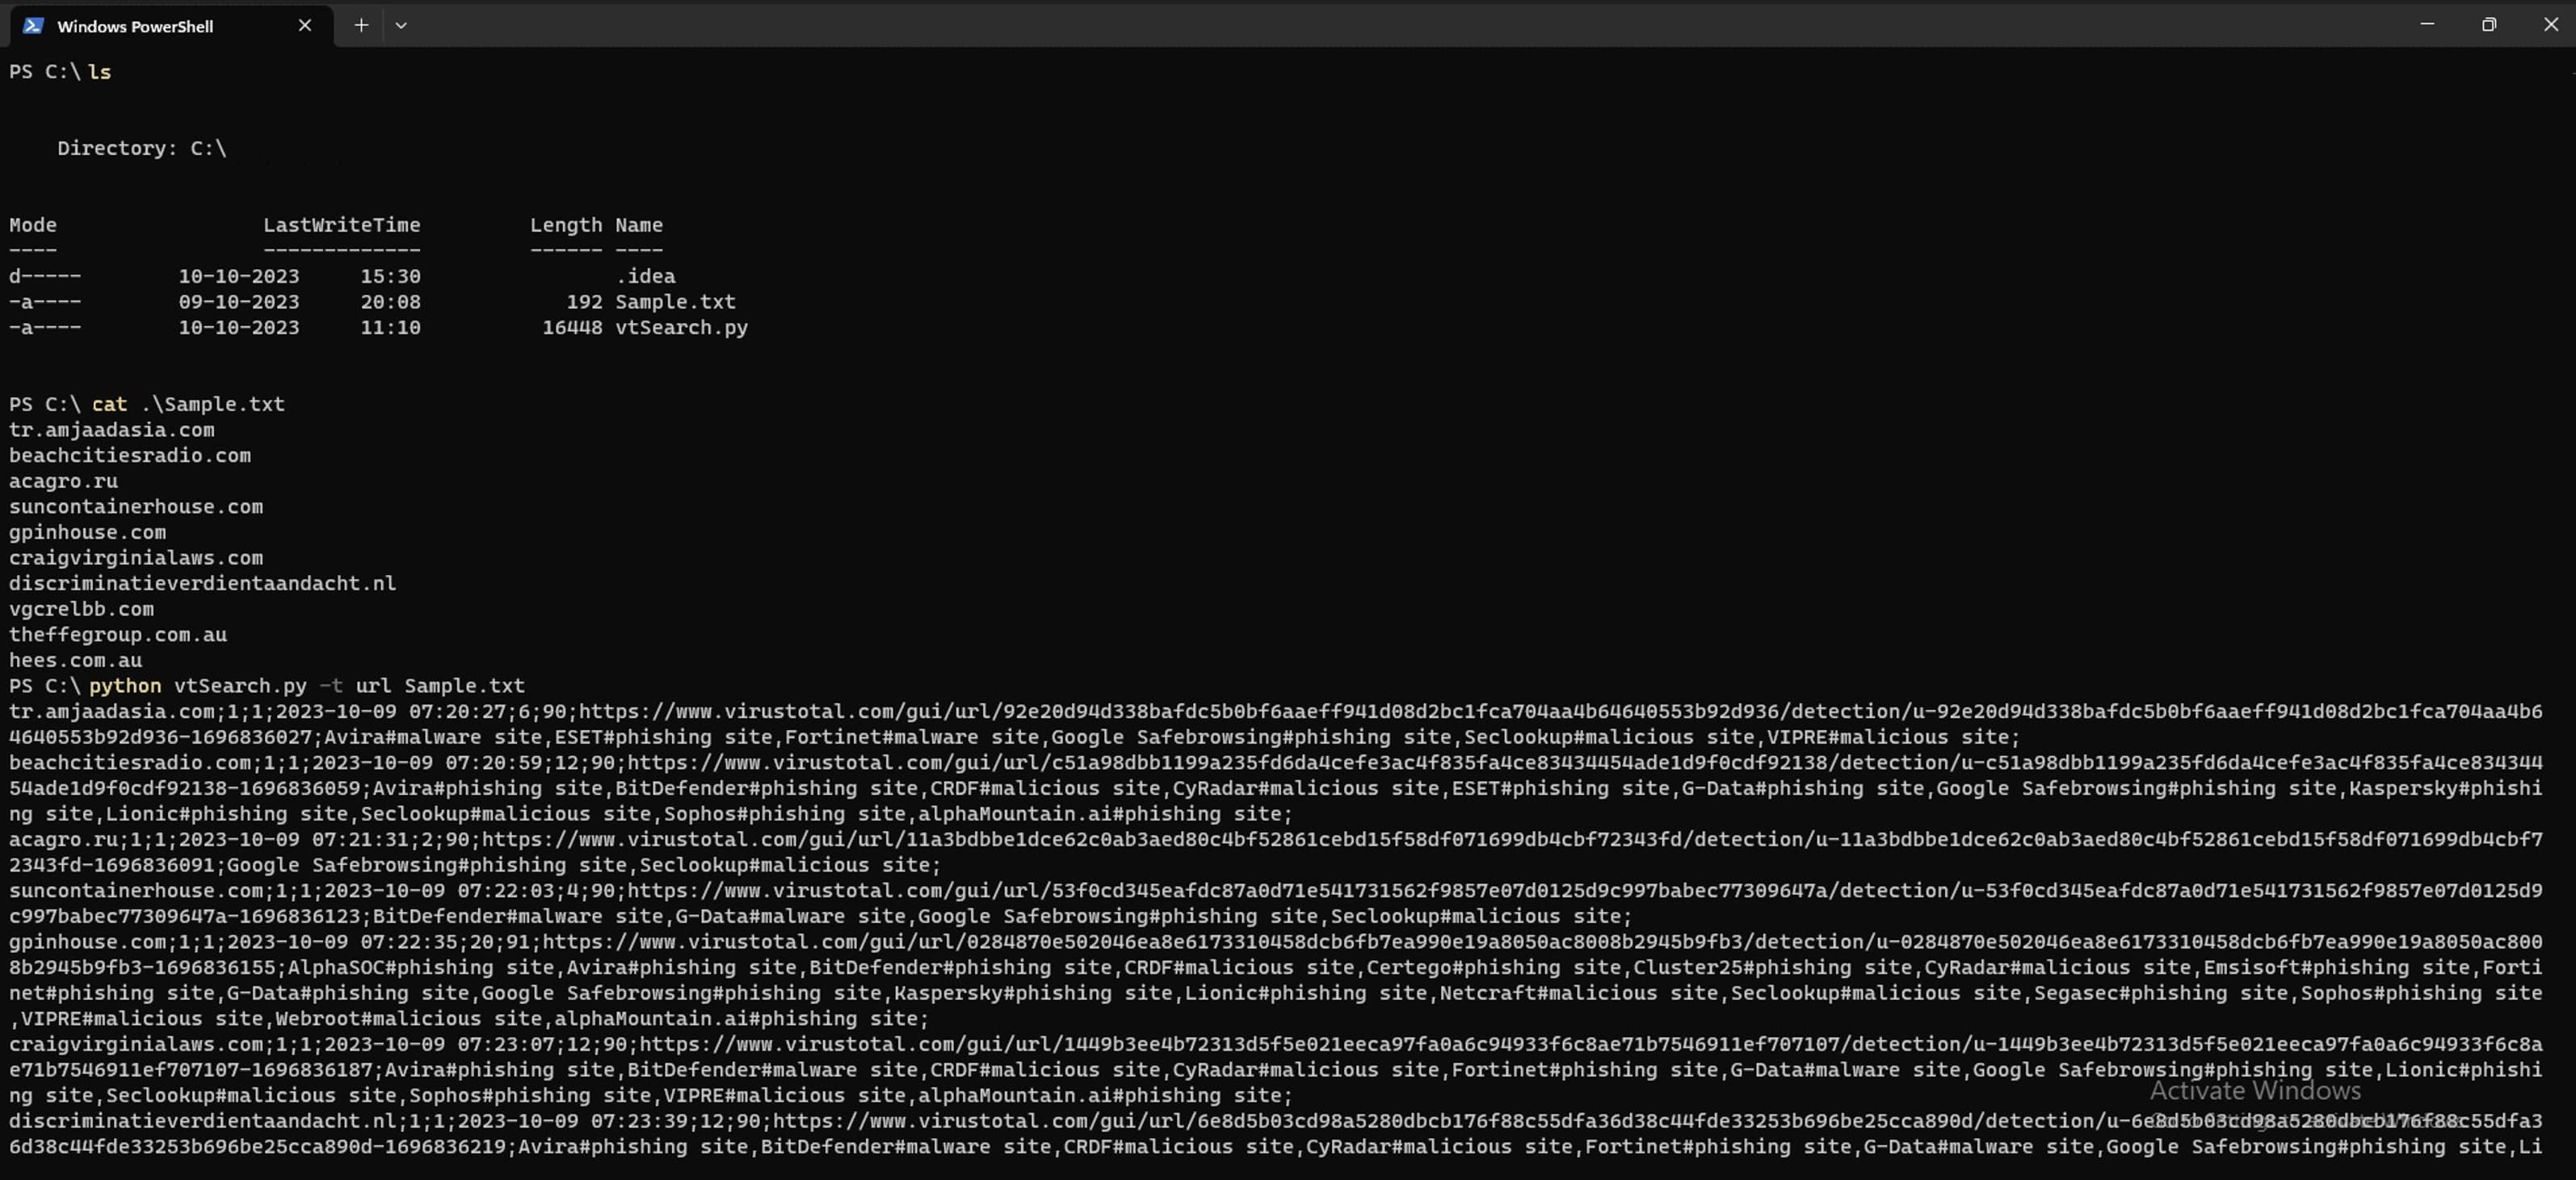 Windows PowerShell
PS C:\ ls
Directory: C:\
Mode LastWriteTime Length Name
---- ------------- ------ ----
d----- 10-10-2023 15:30 .idea
-a---- 09-10-2023 20:08 192 Sample.txt
-a---- 10-10-2023 11:10 16448 vtSearch.py
PS C:\ cat .\Sample.txt
tr.amjaadasia.com
beachcitiesradio.com
acagro.ru
suncontainerhouse.com
gpinhouse.com
craigvirginialaws.com
discriminatieverdientaandacht.nl
vgcrelbb.com
theffegroup.com.au
hees.com.au
PS C:\ python vtSearch.py -t url Sample.txt
tr.amjaadasia.com;1;1;2023-10-09 07:20:27;6;90;https://www.virustotal.com/gui/url/92e20d94d338bafdc5b0bf6aaeff941d08d2bc1fca704aa4b64640553b92d936/detection/u-92e20d94d338bafdc5b0bf6aaeff941d08d2bc1fca704aa4b6
4640553b92d936-1696836027;Avira#malware site,ESET#phishing site,Fortinet#malware site,Google Safebrowsing#phishing site,Seclookup#malicious site,VIPRE#malicious site;
beachcitiesradio.com;1;1;2023-10-09 07:20:59;12;90;https://www.virustotal.com/gui/url/c51a98dbb1199a235fd6da4cefe3ac4f835fa4ce83434454ade1d9f0cdf92138/detection/u-c51a98dbb1199a235fd6da4cefe3ac4f835fa4ce834344
54ade1d9f0cdf92138-1696836059;Avira#phishing site,BitDefender#phishing site,CRDF#malicious site,CyRadar#malicious site,ESET#phishing site,G-Data#phishing site,Google Safebrowsing#phishing site,Kaspersky#phishi
ng site,Lionic#phishing site,Seclookup#malicious site,Sophos#phishing site,alphaMountain.ai#phishing site;
acagro.ru;1;1;2023-10-09 07:21:31;2;90;https://www.virustotal.com/gui/url/11a3bdbbe1dce62c0ab3aed80c4bf52861cebd15f58df071699db4cbf72343fd/detection/u-11a3bdbbe1dce62c0ab3aed80c4bf52861cebd15f58df071699db4cbf7
2343fd-1696836091;Google Safebrowsing#phishing site,Seclookup#malicious site;
suncontainerhouse.com;1;1;2023-10-09 07:22:03;4;90;https://www.virustotal.com/gui/url/53f0cd345eafdc87a0d71e541731562f9857e07d0125d9c997babec77309647a/detection/u-53f0cd345eafdc87a0d71e541731562f9857e07d0125d9
c997babec77309647a-1696836123;BitDefender#malware site,G-Data#malware site,Google Safebrowsing#phishing site,Seclookup#malicious site;
gpinhouse.com;1;1;2023-10-09 07:22:35;20;91;https://www.virustotal.com/gui/url/0284870e502046ea8e6173310458dcb6fb7ea990e19a8050ac8008b2945b9fb3/detection/u-0284870e502046ea8e6173310458dcb6fb7ea990e19a8050ac800
8b2945b9fb3-1696836155;AlphaSOC#phishing site,Avira#phishing site,BitDefender#phishing site,CRDF#malicious site,Certego#phishing site,Cluster25#phishing site,CyRadar#malicious site,Emsisoft#phishing site,Forti
net#phishing site,G-Data#phishing site,Google Safebrowsing#phishing site,Kaspersky#phishing site,Lionic#phishing site,Netcraft#malicious site,Seclookup#malicious site,Segasec#phishing site,Sophos#phishing site
,VIPRE#malicious site,Webroot#malicious site,alphaMountain.ai#phishing site;
craigvirginialaws.com;1;1;2023-10-09 07:23:07;12;90;https://www.virustotal.com/gui/url/1449b3ee4b72313d5f5e021eeca97fa0a6c94933f6c8ae71b7546911ef707107/detection/u-1449b3ee4b72313d5f5e021eeca97fa0a6c94933f6c8a
e71b7546911ef707107-1696836187;Avira#phishing site,BitDefender#malware site,CRDF#malicious site,CyRadar#malicious site,Fortinet#phishing site,G-Data#malware site,Google Safebrowsing#phishing site,Lionic#phishi
ng site,Seclookup#malicious site,Sophos#phishing site,VIPRE#malicious site,alphaMountain.ai#phishing site;
Activate Windows
discriminatieverdientaandacht.nl;1;1;2023-10-09 07:23:39;12;90;https://www.virustotal.com/gui/url/6e8d5b03cd98a5280dbcb176f88c55dfa36d38c44fde33253b696be25cca890d/detection/u-6e8d5b03cd98a5280dbcb176f88c55dfa3
6d38c44fde33253b696be25cca890d-1696836219;Avira#phishing site,BitDefender#malware site,CRDF#malicious site,CyRadar#malicious site,Fortinet#phishing site,G-Data#malware site,Google Safebrowsing#phishing site,Li